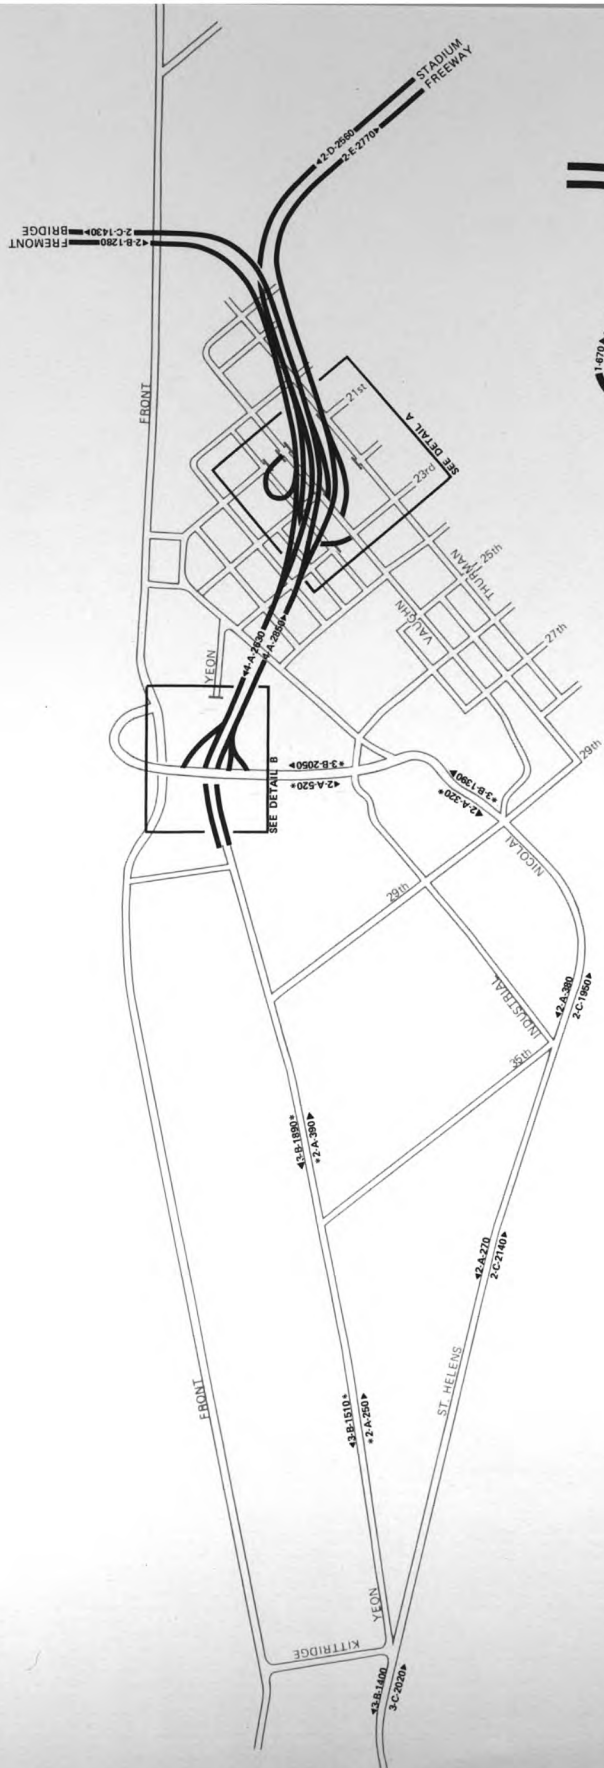 STADIUM
FREEWAY
◄2-D-2560
2-E-2770►
FREMONT
BRIDGE
2-C-1430►
◄2-B-1280
1-670►
FRONT
21st
SEE DETAIL A
23rd
25th
THURMAN
VAUGHN
27th
◄4-A-2630
4-A-2850►
YEON
29th
SEE DETAIL B
*3-B-2050►
◄2-A-520*
*3-B-1390►
◄2-A-320*
NICOLAI
29th
INDUSTRIAL
◄2-A-380
2-C-1950►
35th
◄3-B-1890*
*2-A-390►
◄2-A-270
2-C-2140►
ST. HELENS
FRONT
◄3-B-1510*
*2-A-250►
YEON
KITTRIDGE
◄3-B-1400
3-C-2020►